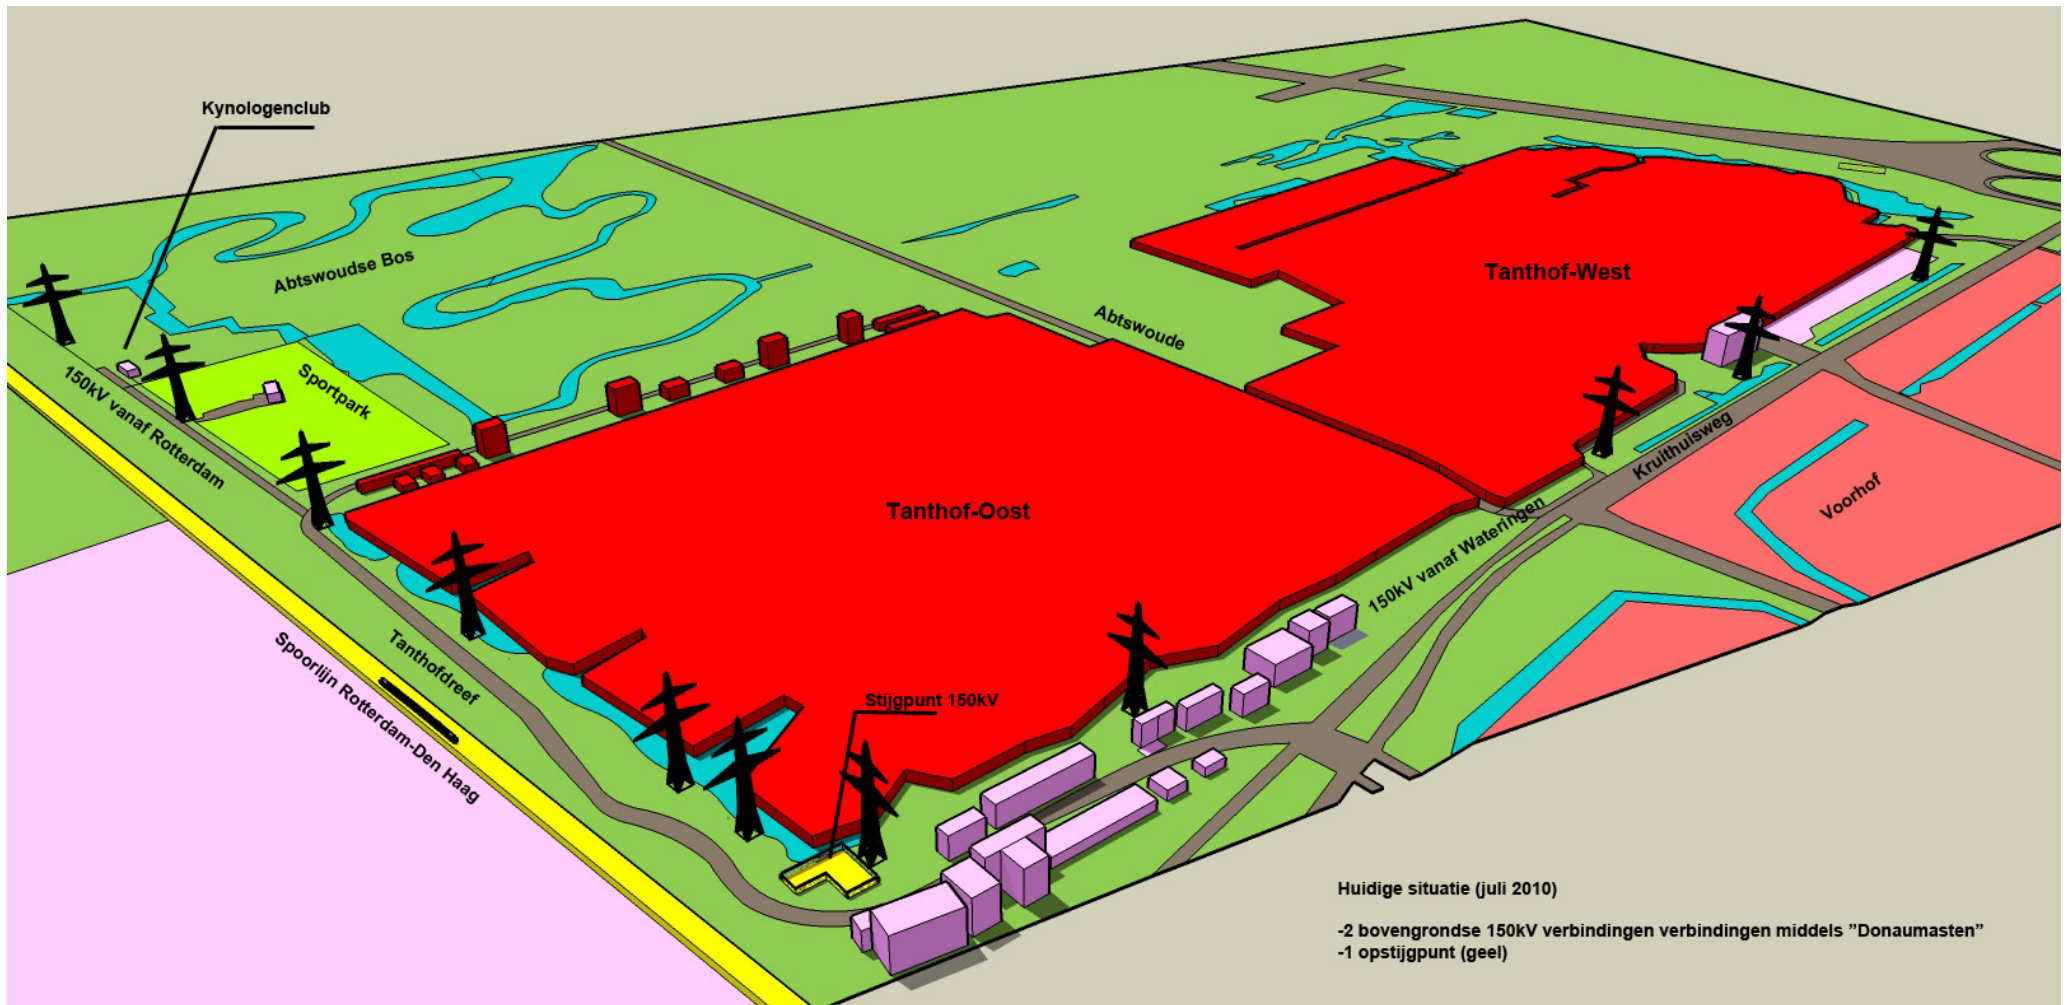 Kynologenclub
Abtswoudse Bos
Tanthof-West
Abtswoude
Sportpark
150kV vanaf Rotterdam
Kruithuisweg
Voorhof
Tanthof-Oost
150kV vanaf Wateringen
Tanthofdreef
Spoorlijn Rotterdam-Den Haag
Stijgpunt 150kV
Huidige situatie (juli 2010)
-2 bovengrondse 150kV verbindingen verbindingen middels ”Donaumasten”
-1 opstijgpunt (geel)